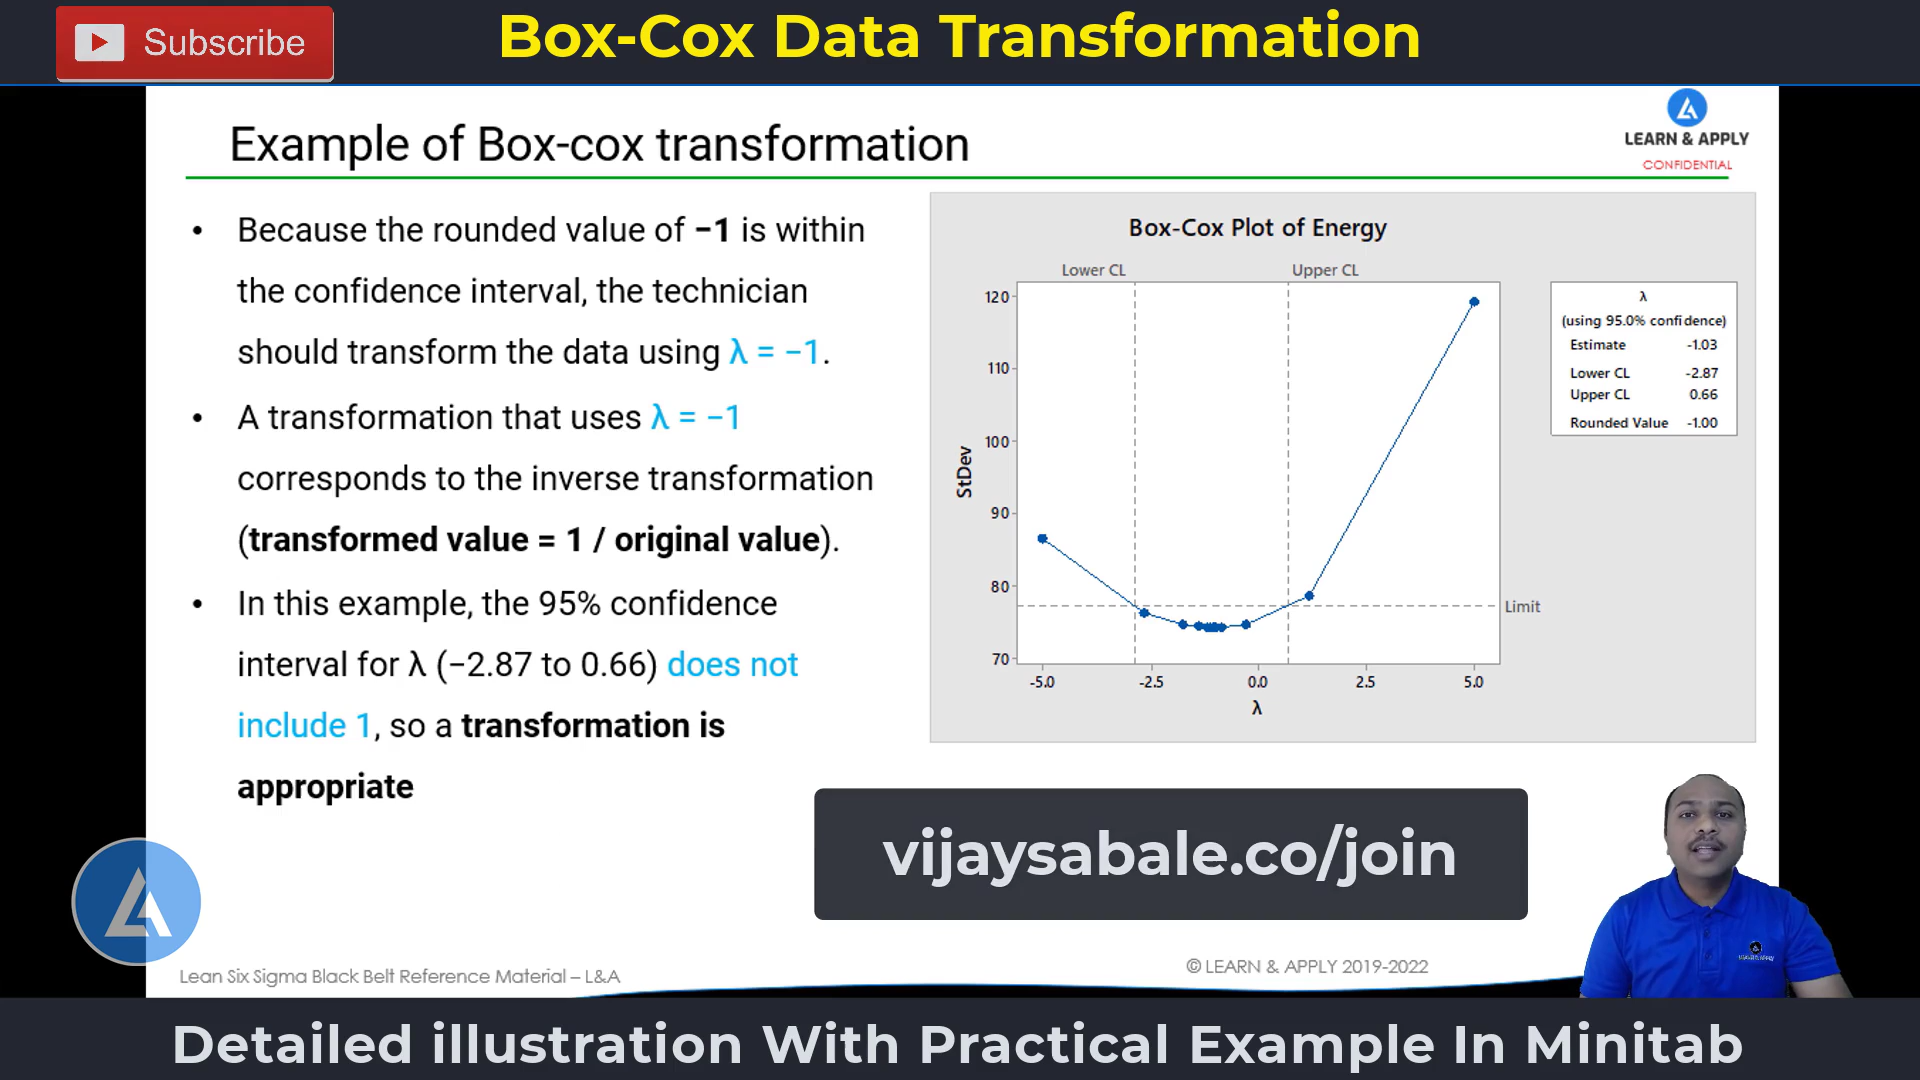 Subscribe
Box-Cox Data Transformation
Example of Box-cox transformation
LEARN & APPLY
CONFIDENTIAL
• Because the rounded value of −1 is within
the confidence interval, the technician
should transform the data using λ = −1.
• A transformation that uses λ = −1
corresponds to the inverse transformation
(transformed value = 1 / original value).
• In this example, the 95% confidence
interval for λ (−2.87 to 0.66) does not
include 1, so a transformation is
appropriate
Box-Cox Plot of Energy
Lower CL Upper CL
120
110
100
90
80
70
StDev
Limit
-5.0 -2.5 0.0 2.5 5.0
λ
λ
(using 95.0% confidence)
Estimate -1.03
Lower CL -2.87
Upper CL 0.66
Rounded Value -1.00
vijaysabale.co/join
Lean Six Sigma Black Belt Reference Material – L&A
© LEARN & APPLY 2019-2022
Detailed illustration With Practical Example In Minitab